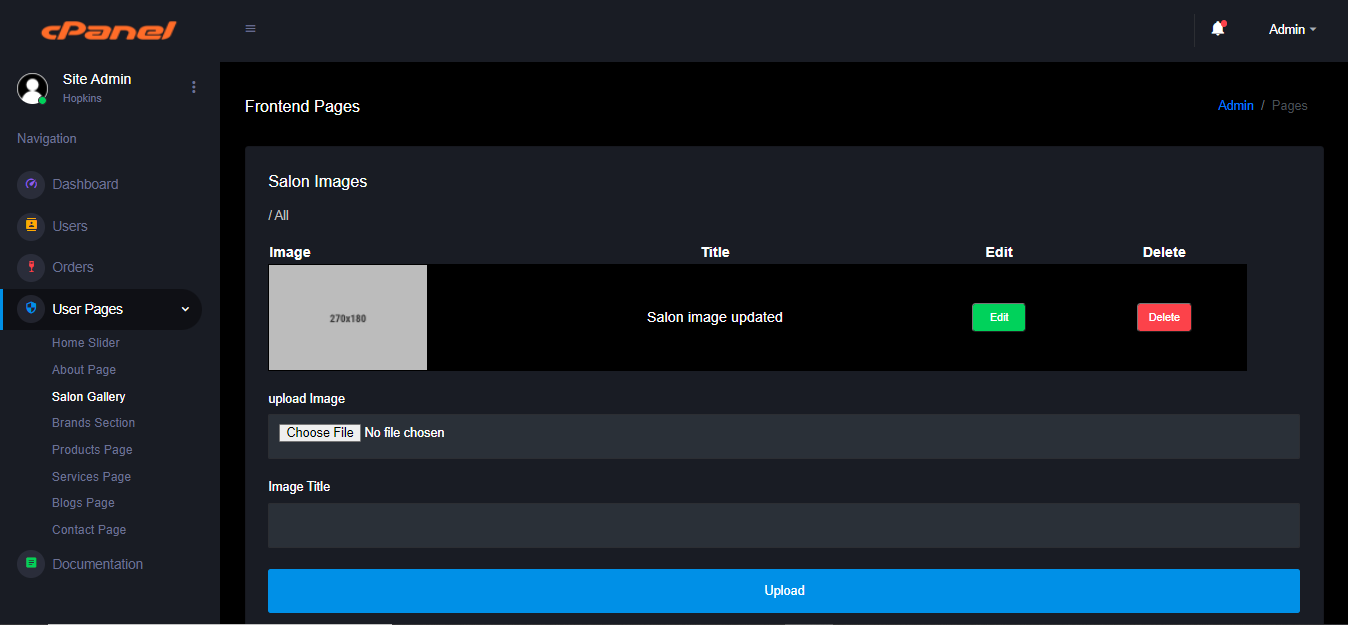 cPanel
Admin
Site Admin
Hopkins
Navigation
Dashboard
Users
Orders
User Pages
Home Slider
About Page
Salon Gallery
Brands Section
Products Page
Services Page
Blogs Page
Contact Page
Documentation
Frontend Pages
Admin / Pages
Salon Images
/ All
Image Title Edit Delete
270x180 Salon image updated Edit Delete
upload Image
Choose File No file chosen
Image Title
Upload